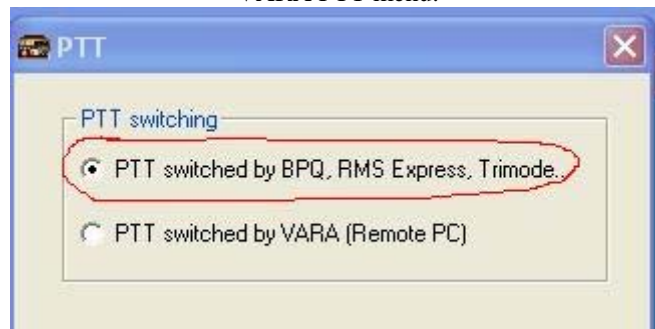 PTT
PTT switching
PTT switched by BPQ, RMS Express, Trimode..
PTT switched by VARA (Remote PC)